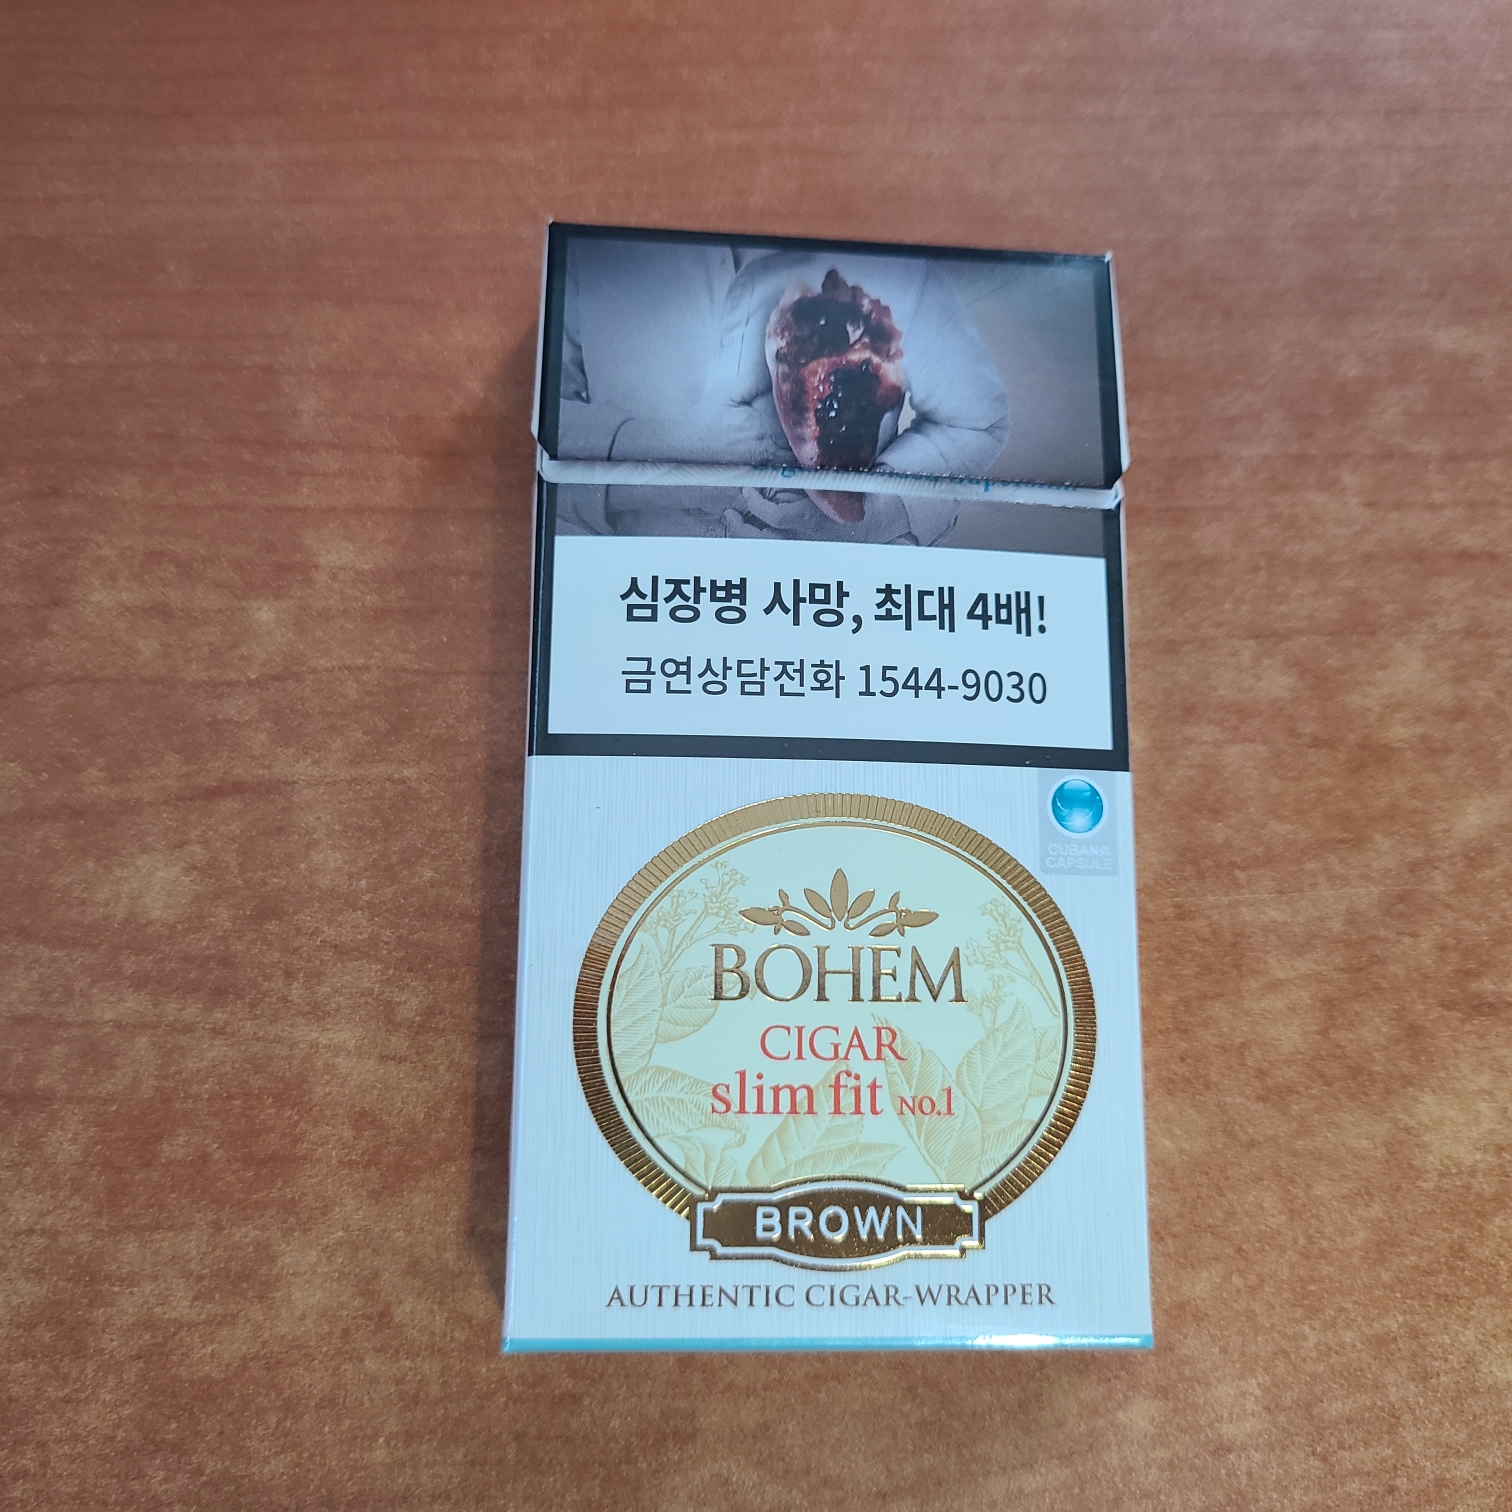 심장병 사망, 최대 4배!
금연상담전화 1544-9030
CUBANA
CAPSULE
BOHEM
CIGAR
slim fit NO.1
BROWN
AUTHENTIC CIGAR-WRAPPER